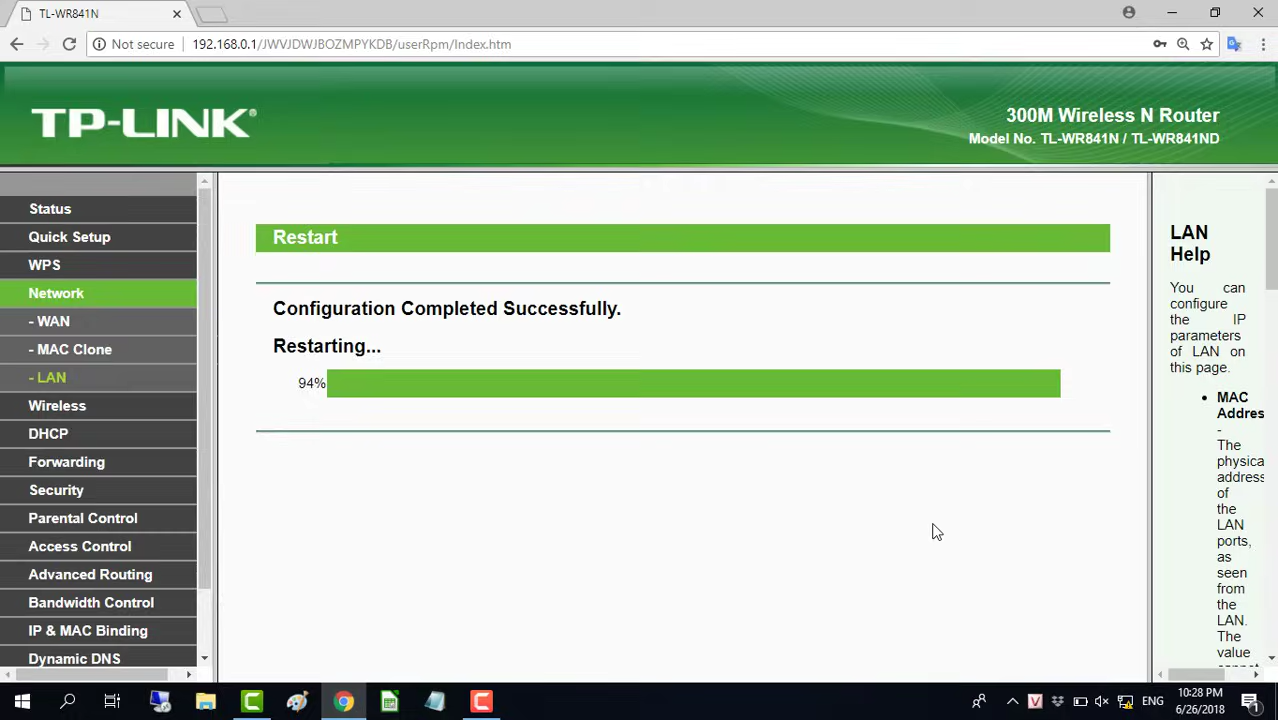 TL-WR841N
Not secure
192.168.0.1/JWVJDWJBOZMPYKDB/userRpm/Index.htm
TP-LINK®
300M Wireless N Router
Model No. TL-WR841N / TL-WR841ND
Status
Quick Setup
WPS
Network
- WAN
- MAC Clone
- LAN
Wireless
DHCP
Forwarding
Security
Parental Control
Access Control
Advanced Routing
Bandwidth Control
IP & MAC Binding
Dynamic DNS
Restart
Configuration Completed Successfully.
Restarting...
94%
LAN
Help
You can
configure
the IP
parameters
of LAN on
this page.
• MAC
Addres
-
The
physica
address
of
the
LAN
ports,
as
seen
from
the
LAN.
The
value
cannot
ENG
10:28 PM
6/26/2018
1